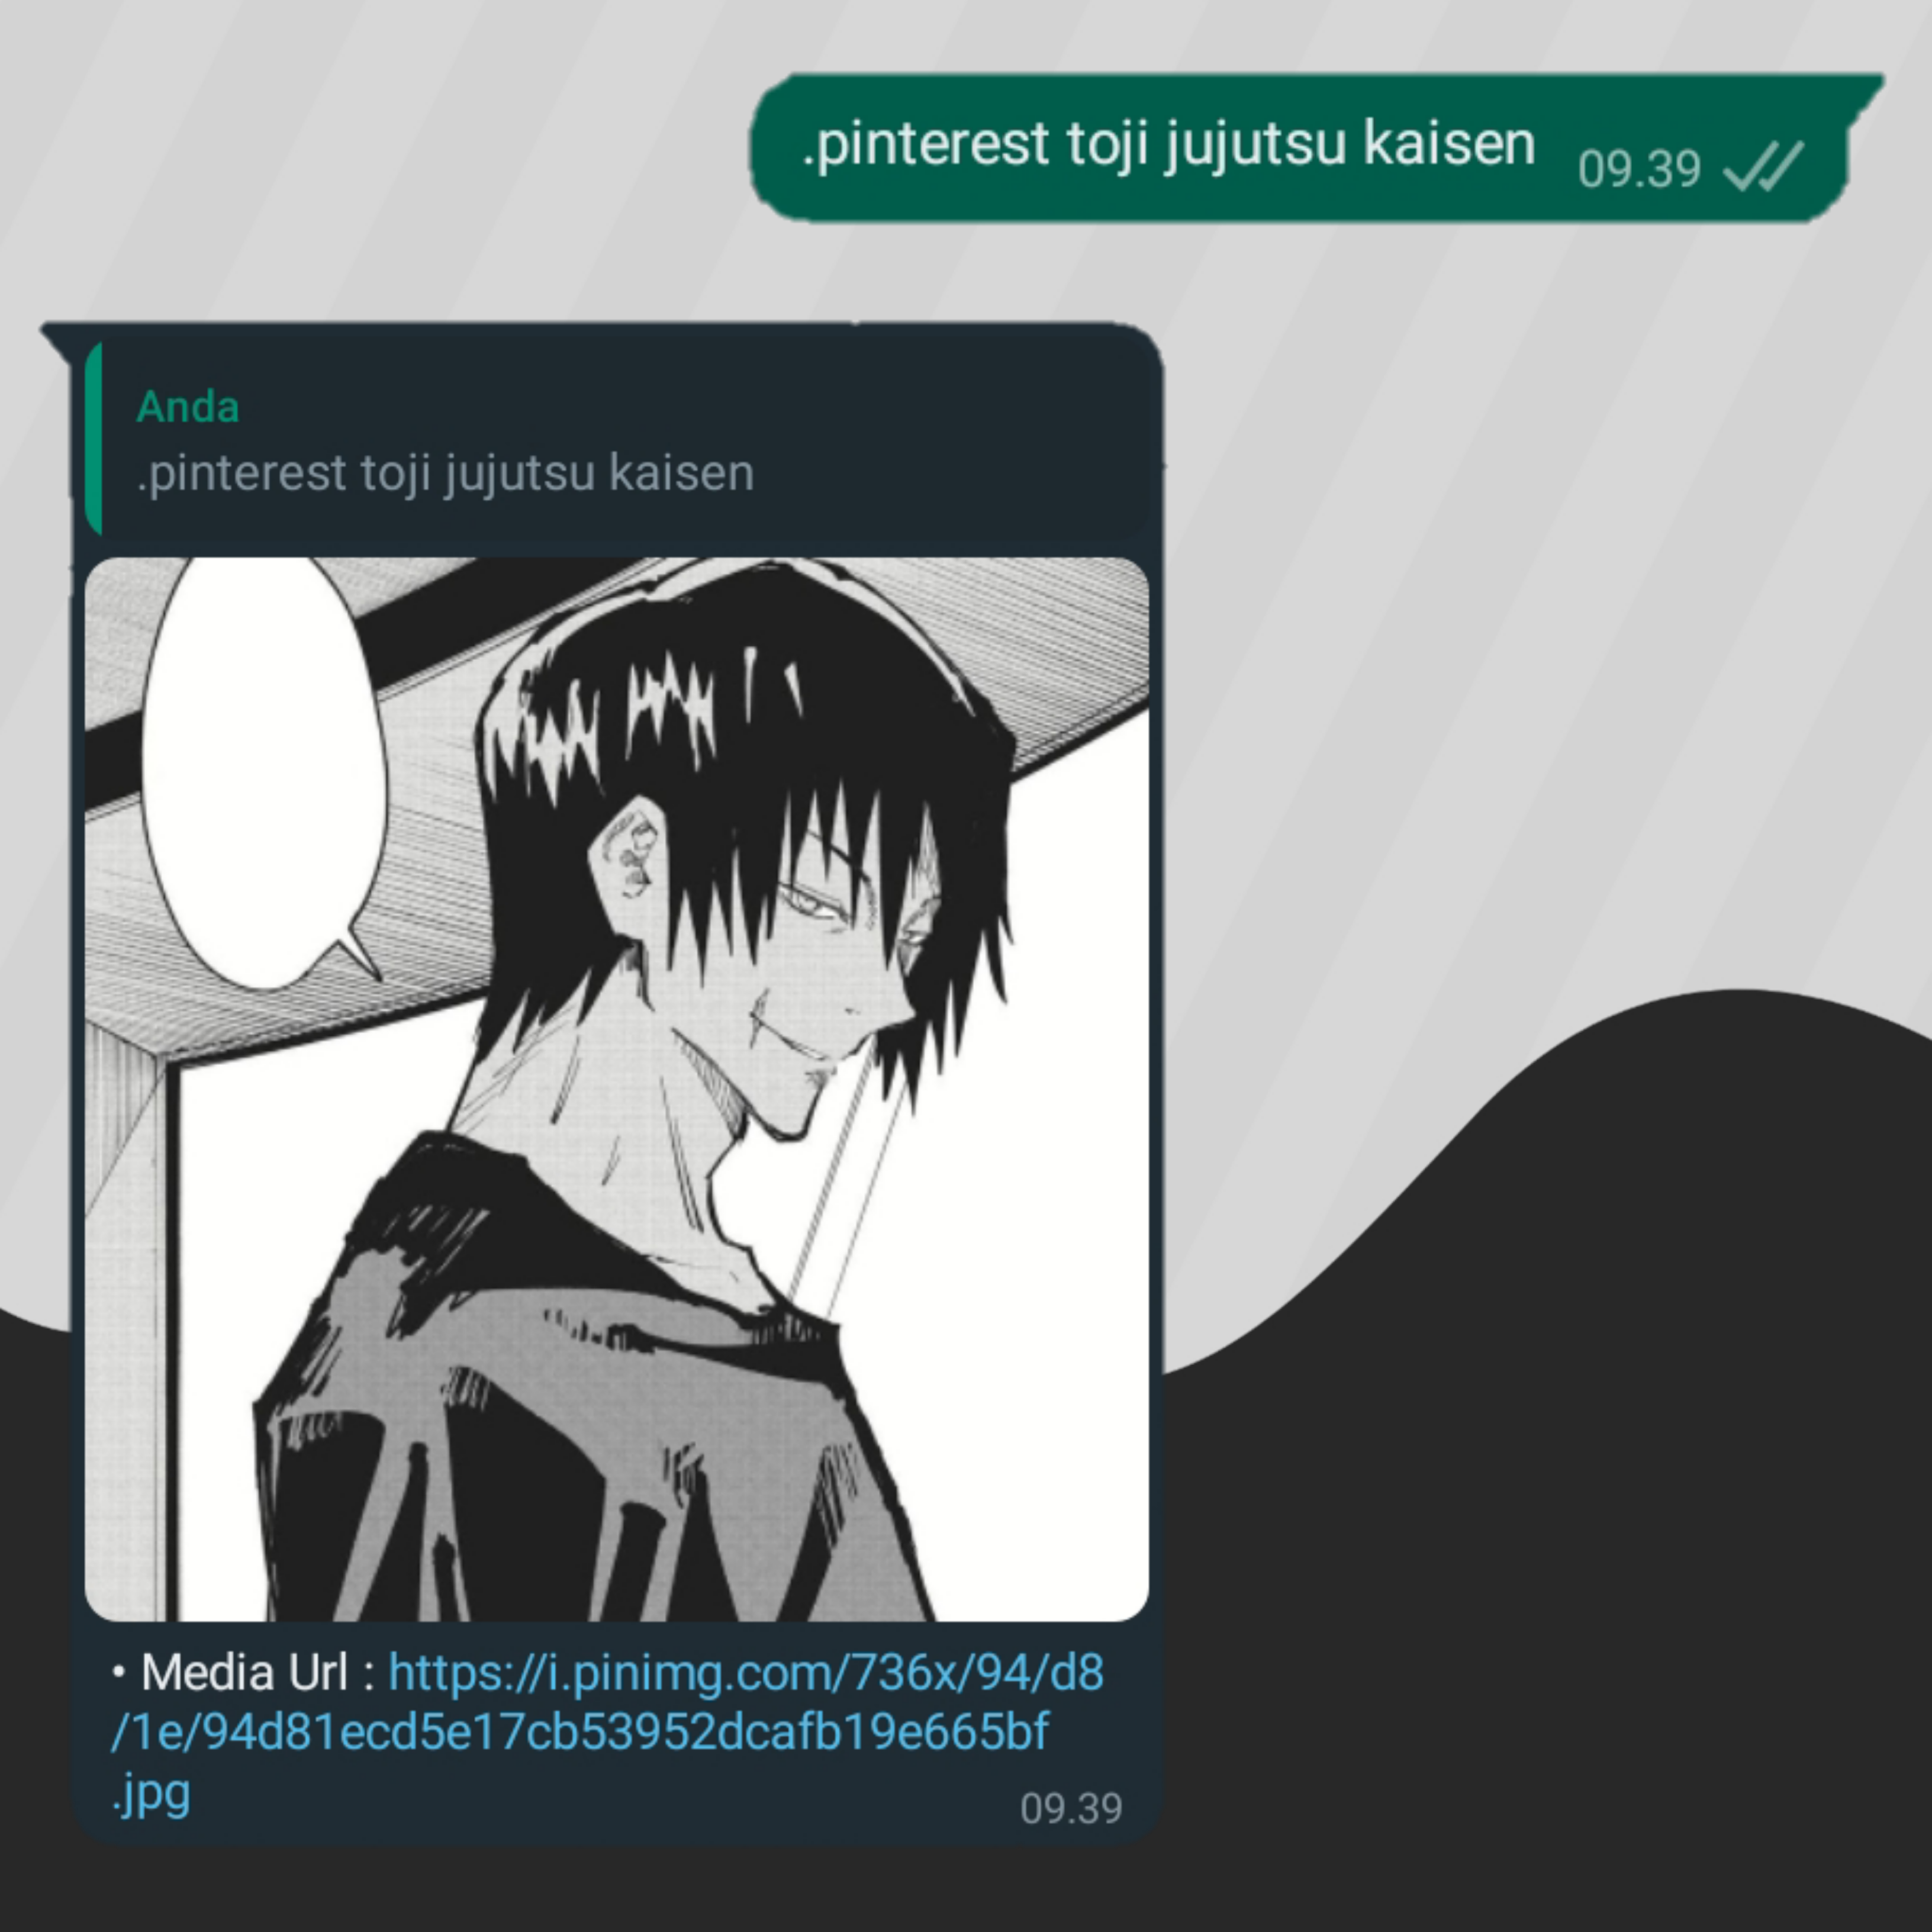 .pinterest toji jujutsu kaisen 09.39
Anda
.pinterest toji jujutsu kaisen
• Media Url : https://i.pinimg.com/736x/94/d8
/1e/94d81ecd5e17cb53952dcafb19e665bf
.jpg
09.39